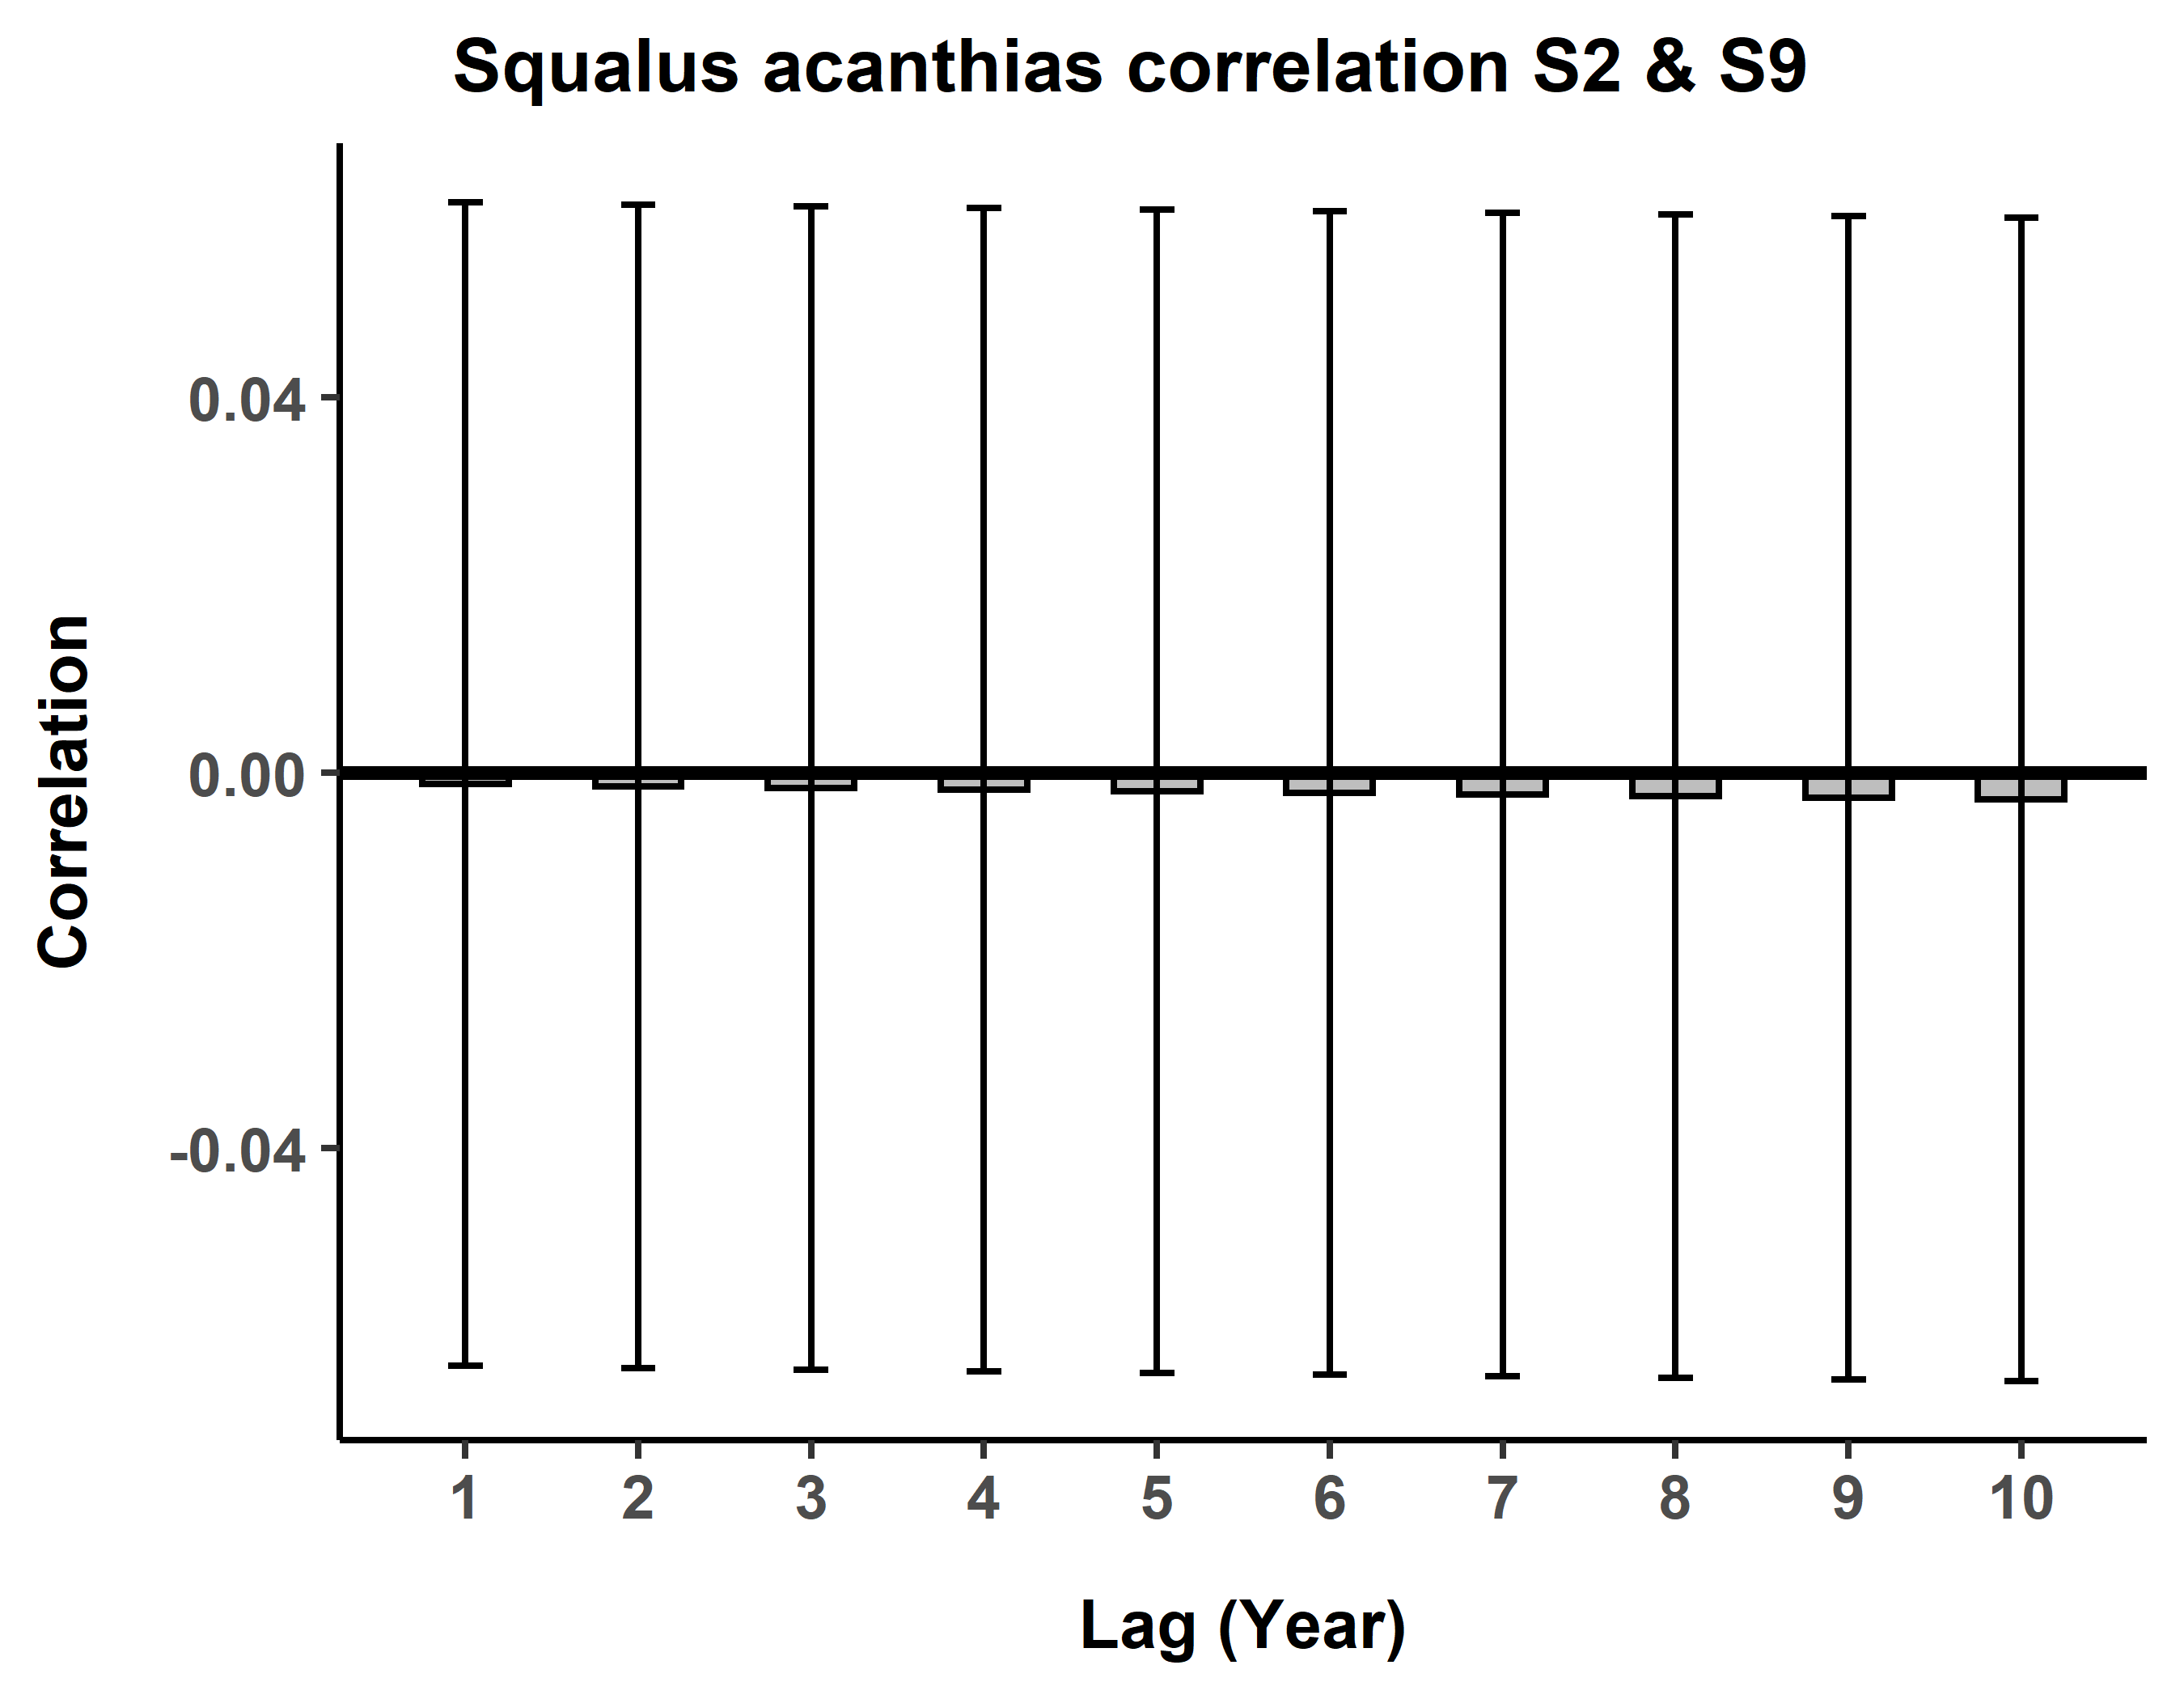 Squalus acanthias correlation S2 & S9
Correlation
0.04
0.00
-0.04
1 2 3 4 5 6 7 8 9 10
Lag (Year)